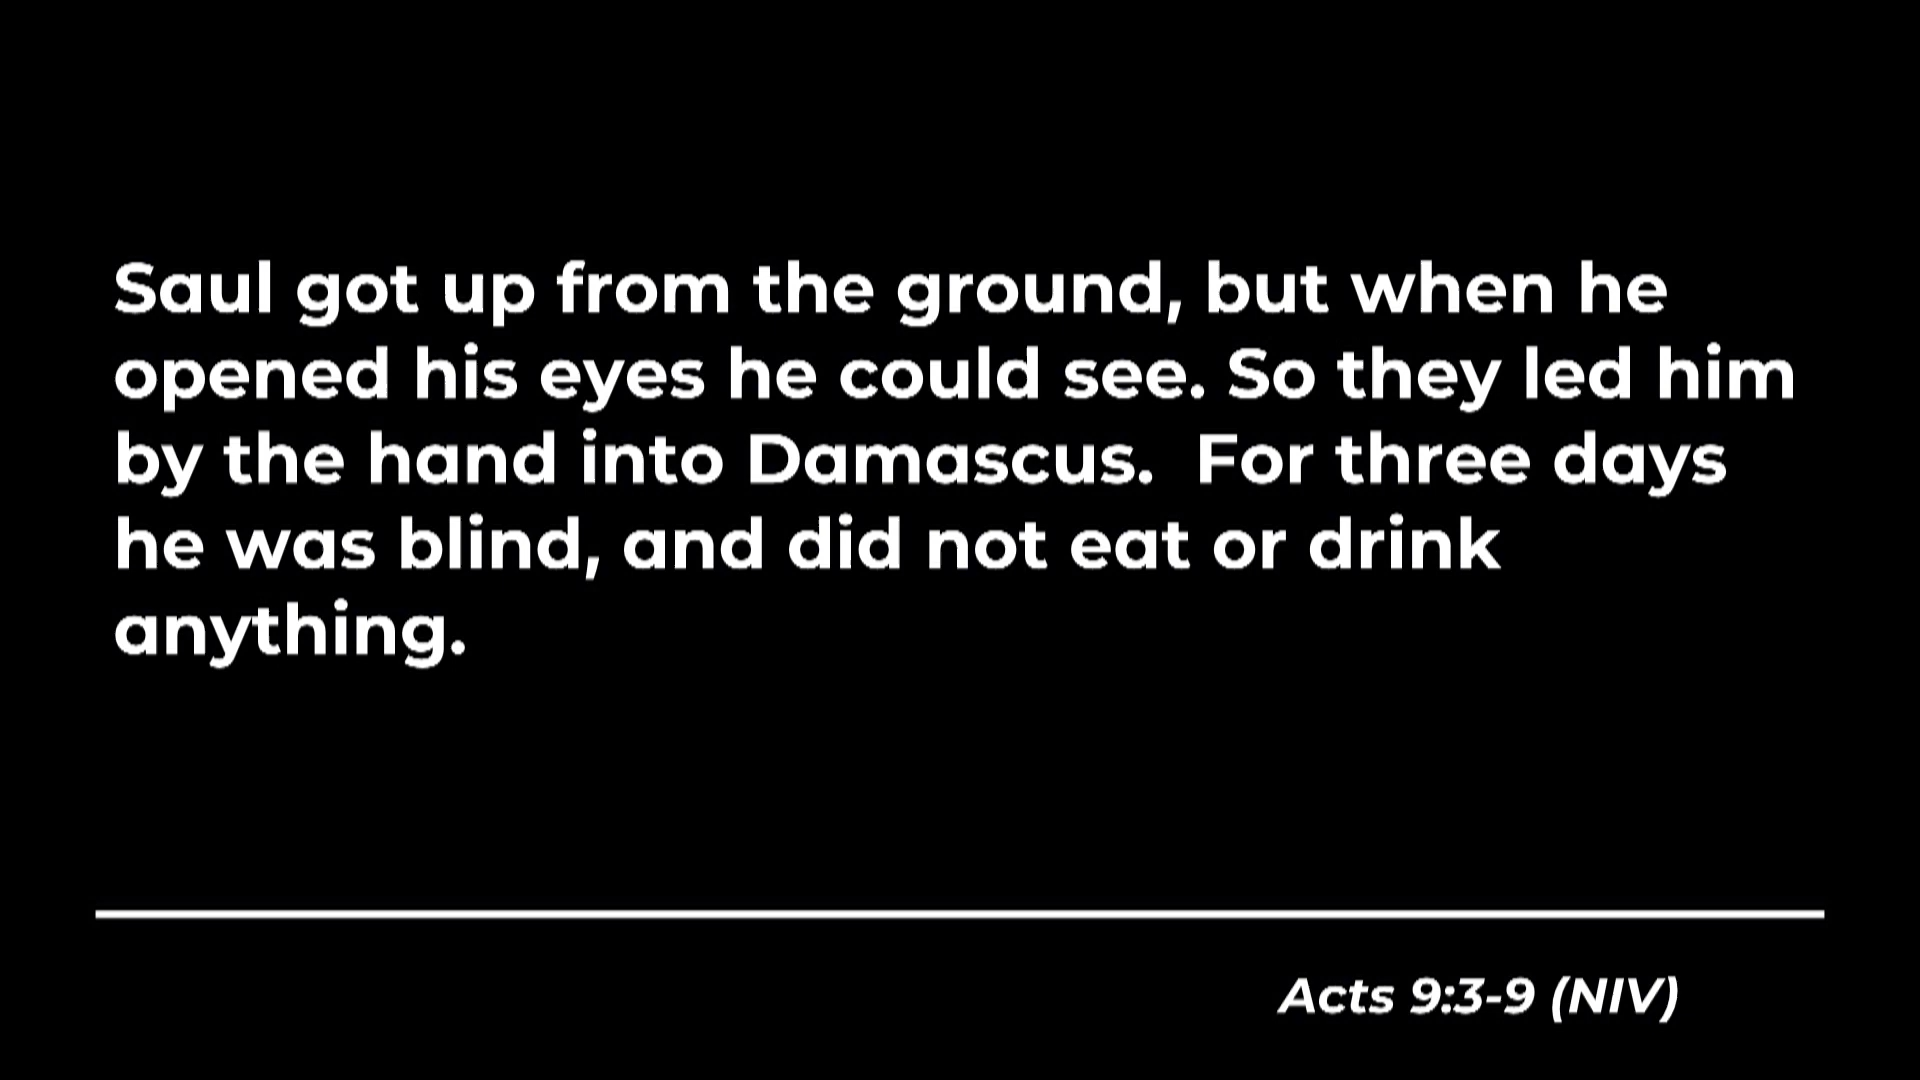 Saul got up from the ground, but when he
opened his eyes he could see. So they led him
by the hand into Damascus.  For three days
he was blind, and did not eat or drink
anything.
Acts 9:3-9 (NIV)